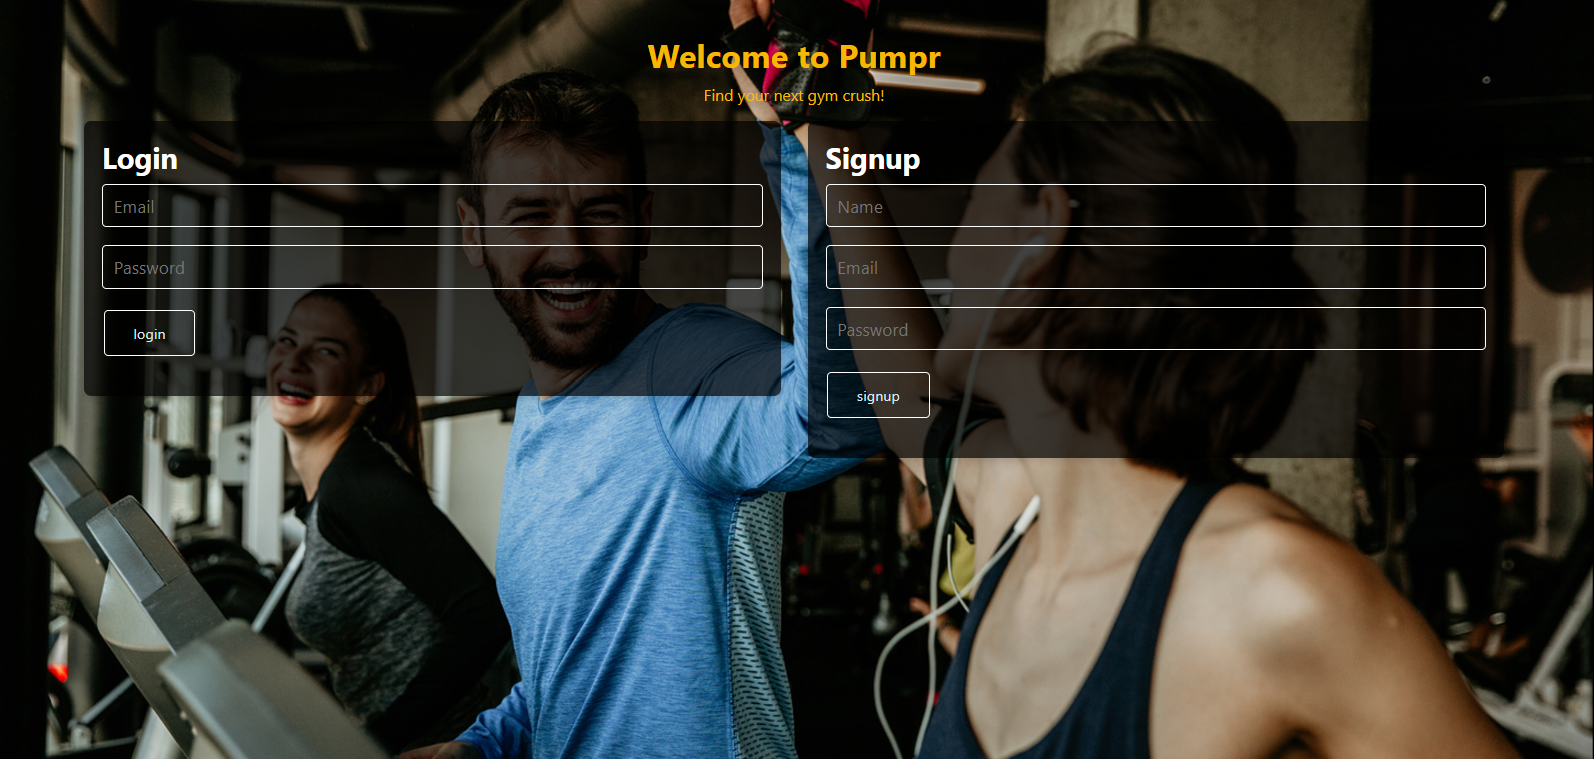 Welcome to Pumpr
Find your next gym crush!
Login
Email
Password
login
Signup
Name
Email
Password
signup